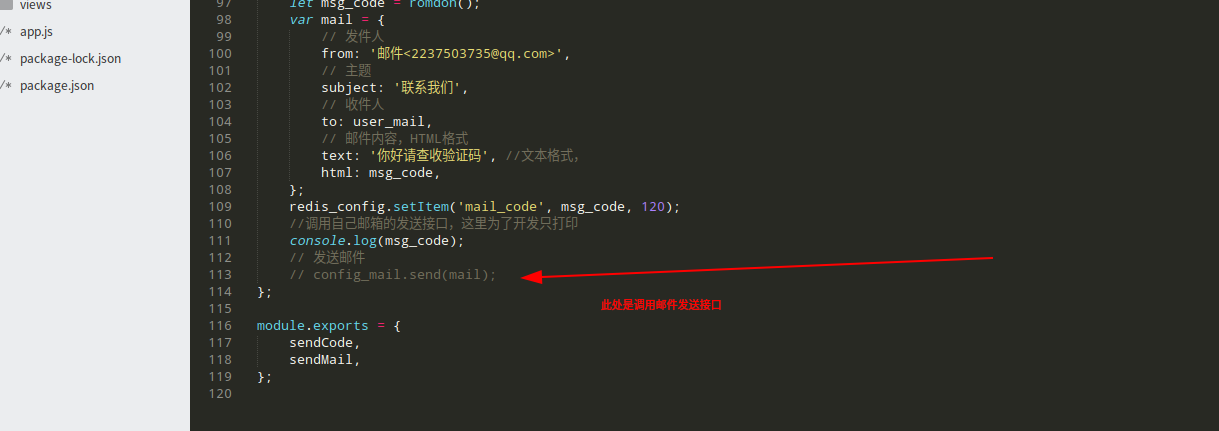 views
/* app.js
/* package-lock.json
/* package.json
97 let msg_code = romdon();
98 var mail = {
99 // 发件人
100 from: '邮件<2237503735@qq.com>',
101 // 主题
102 subject: '联系我们',
103 // 收件人
104 to: user_mail,
105 // 邮件内容，HTML格式
106 text: '你好请查收验证码', //文本格式，
107 html: msg_code,
108 };
109 redis_config.setItem('mail_code', msg_code, 120);
110 //调用自己邮箱的发送接口，这里为了开发只打印
111 console.log(msg_code);
112 // 发送邮件
113 // config_mail.send(mail);
114 };
此处是调用邮件发送接口
115
116 module.exports = {
117 sendCode,
118 sendMail,
119 };
120